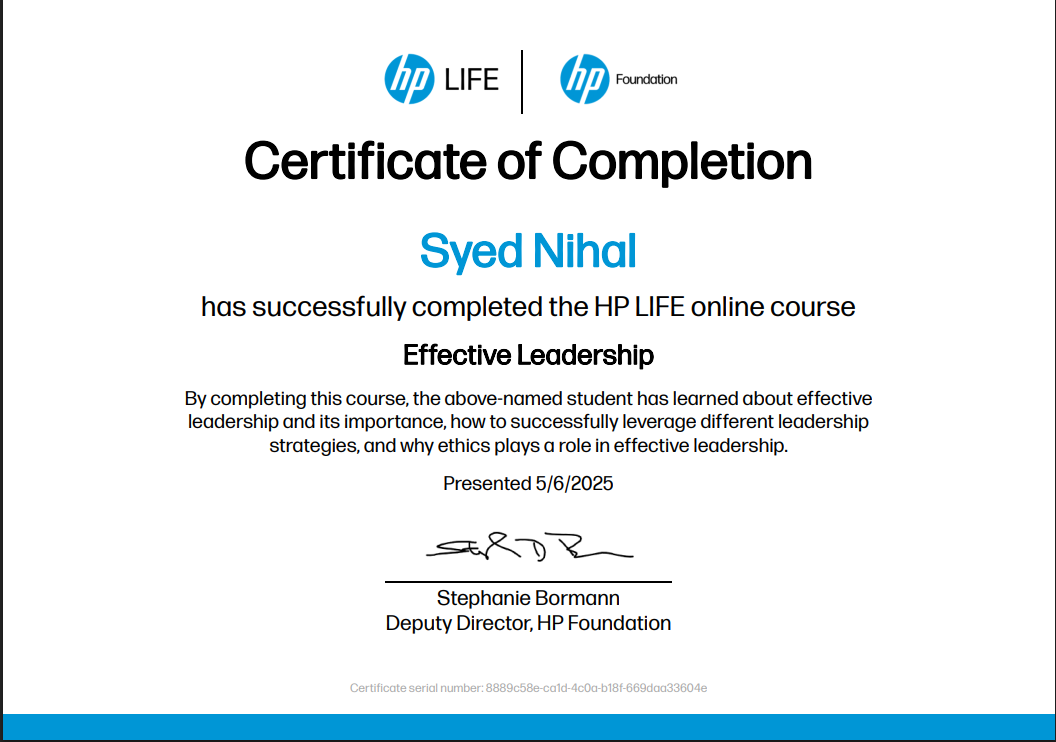 hp LIFE hp Foundation
Certificate of Completion
Syed Nihal
has successfully completed the HP LIFE online course
Effective Leadership
By completing this course, the above-named student has learned about effective
leadership and its importance, how to successfully leverage different leadership
strategies, and why ethics plays a role in effective leadership.
Presented 5/6/2025
Stephanie Bormann
Deputy Director, HP Foundation
Certificate serial number: 8889c58e-ca1d-4c0a-b18f-669daa33604e